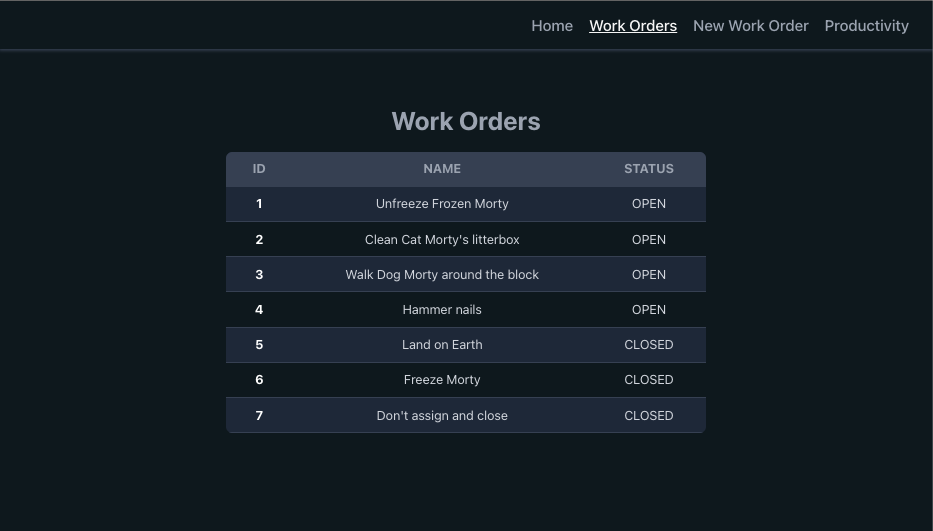 Home Work Orders New Work Order Productivity
Work Orders
ID NAME STATUS
1 Unfreeze Frozen Morty OPEN
2 Clean Cat Morty's litterbox OPEN
3 Walk Dog Morty around the block OPEN
4 Hammer nails OPEN
5 Land on Earth CLOSED
6 Freeze Morty CLOSED
7 Don't assign and close CLOSED